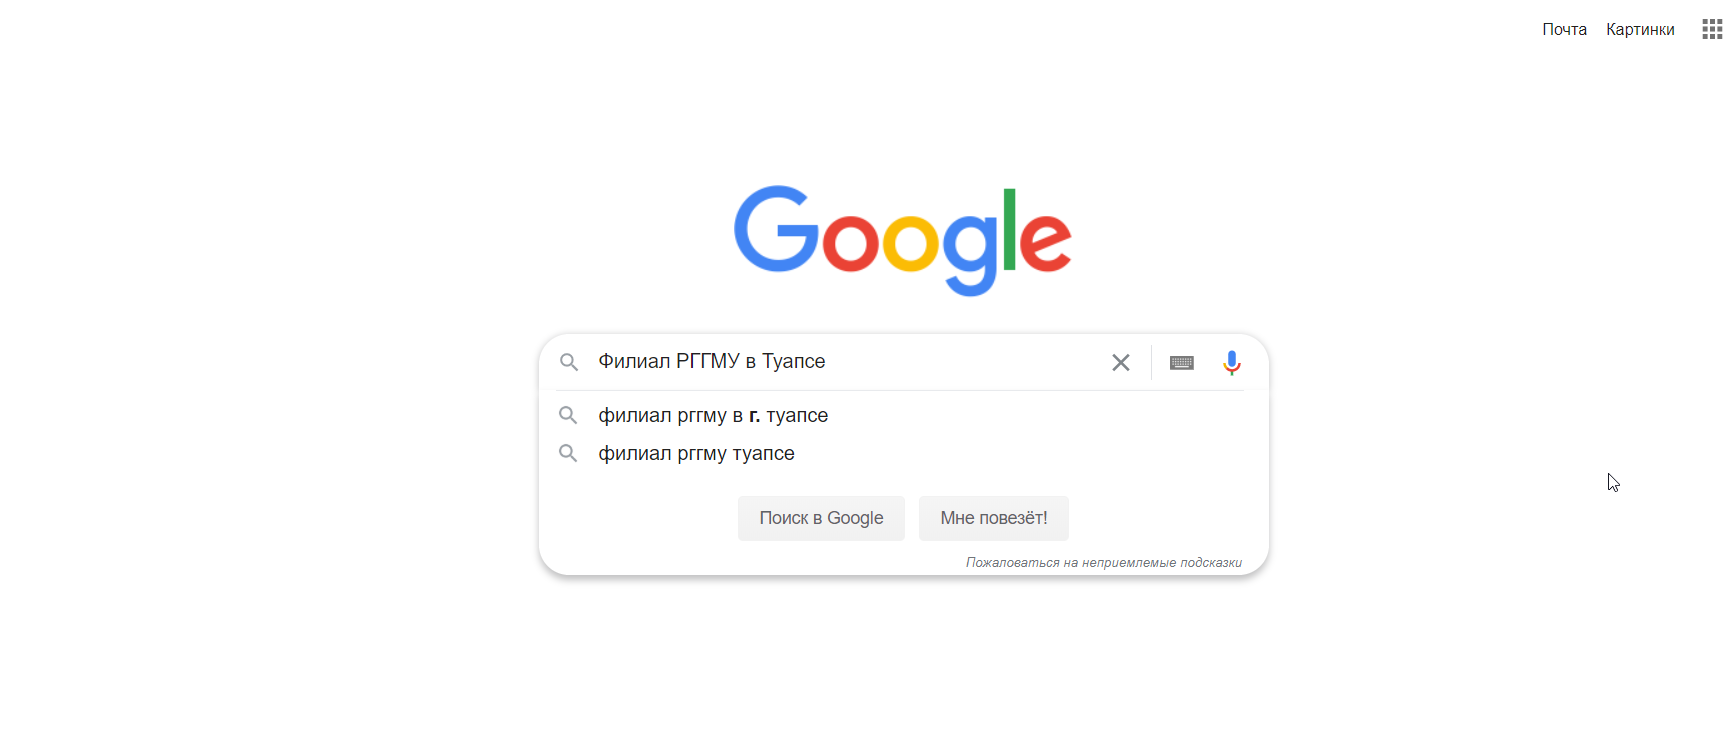 Почта Картинки
Google
Филиал РГГМУ в Туапсе
филиал рггму в г. туапсе
филиал рггму туапсе
Поиск в Google Мне повезёт!
Пожаловаться на неприемлемые подсказки